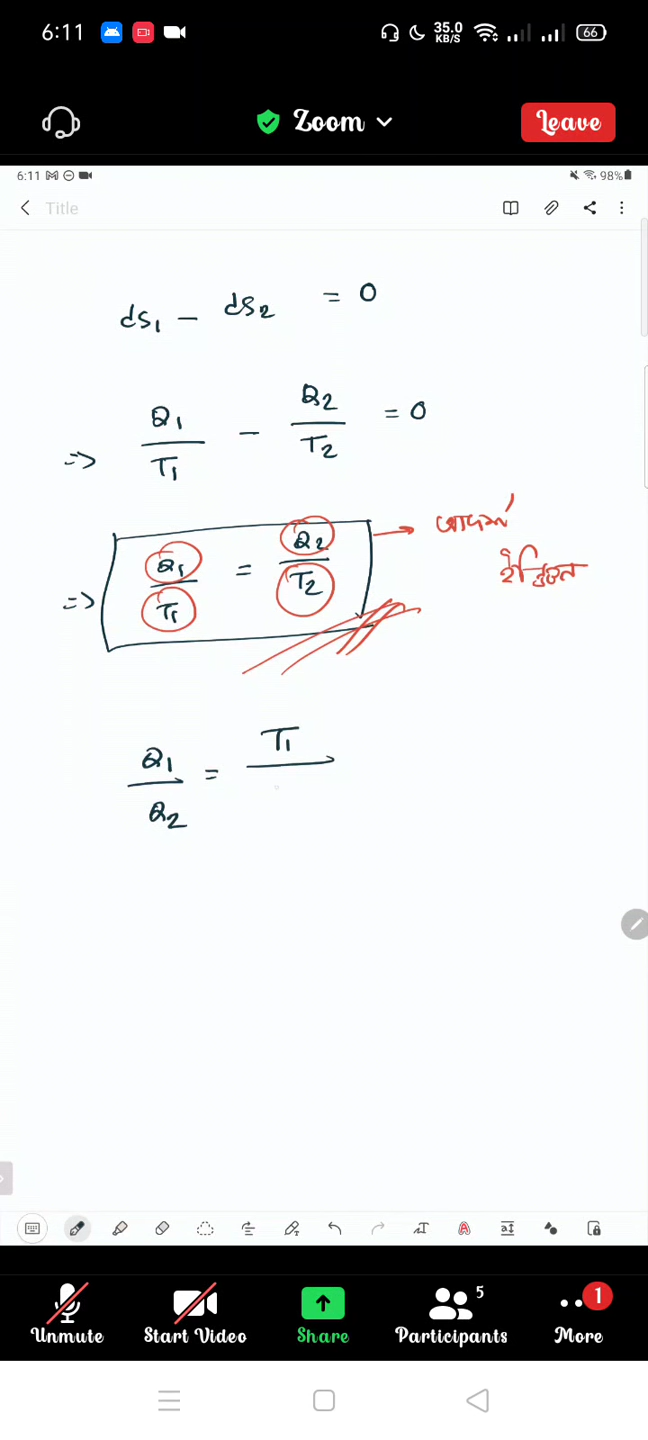 6:11 35.0 KB/S 66
Zoom Leave
6:11 98%
Title
ds₁ - ds₂ = 0
=> Q₁/T₁ - Q₂/T₂ = 0
=> Q₁/T₁ = Q₂/T₂ → আদর্শ
ইঞ্জিন
Q₁/Q₂ = T₁/
Unmute Start Video Share Participants 5 More 1